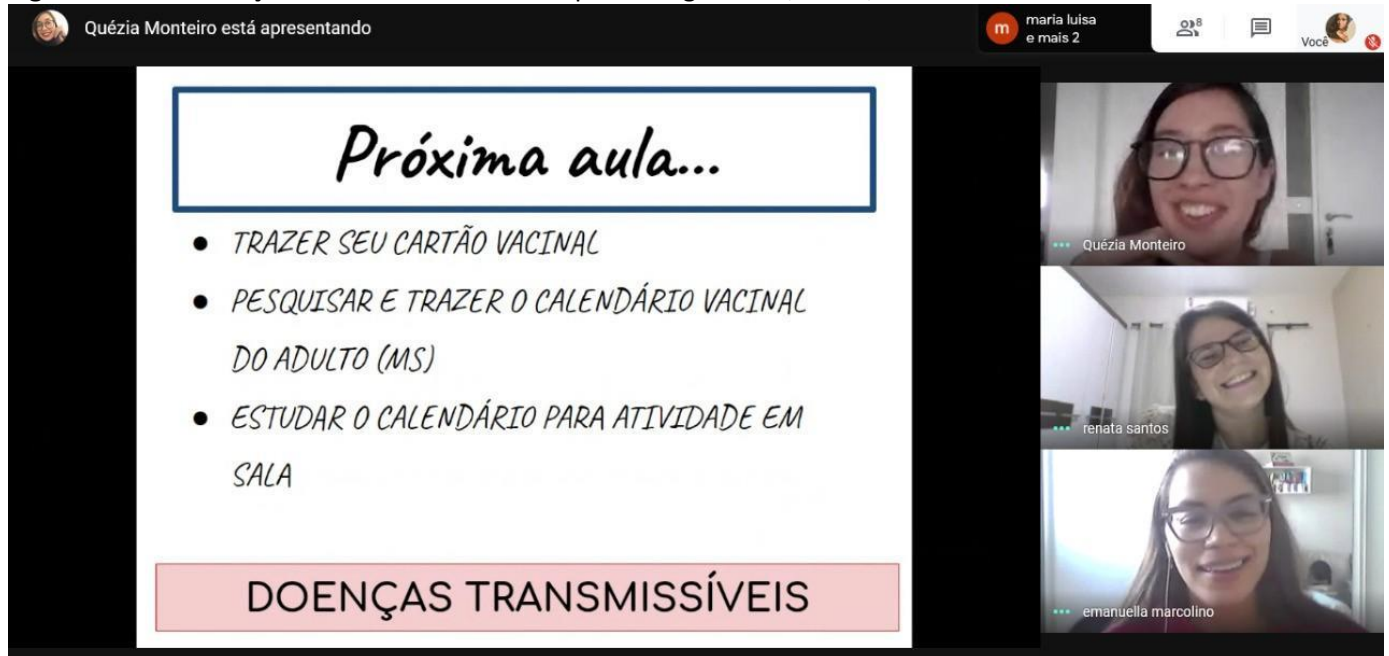 Quézia Monteiro está apresentando
m
maria luisa
e mais 2
8
Você
Próxima aula...
● TRAZER SEU CARTÃO VACINAL
● PESQUISAR E TRAZER O CALENDÁRIO VACINAL
DO ADULTO (MS)
● ESTUDAR O CALENDÁRIO PARA ATIVIDADE EM
SALA
DOENÇAS TRANSMISSÍVEIS
Quézia Monteiro
renata santos
emanuella marcolino